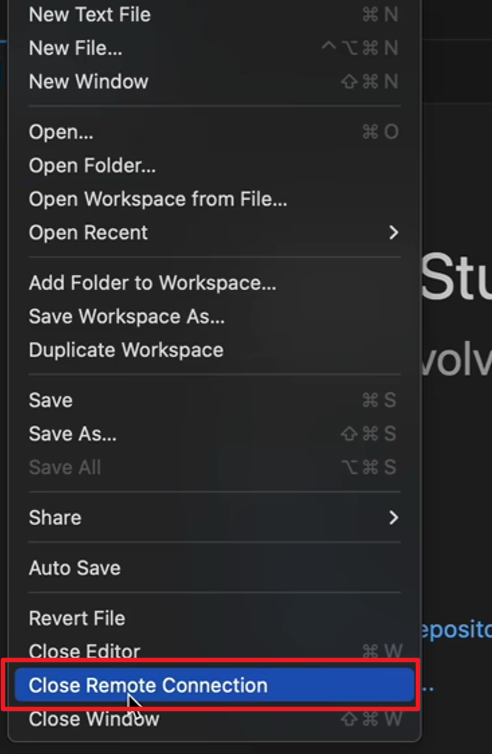 New Text File ⌘ N
New File... ⌃⌥⌘ N
New Window ⇧⌘ N
Open... ⌘ O
Open Folder...
Open Workspace from File...
Open Recent
Stu
Add Folder to Workspace...
Save Workspace As...
Duplicate Workspace
volv
Save ⌘ S
Save As... ⇧⌘ S
Save All ⌥⌘ S
Share
Auto Save
Revert File
eposito
Close Editor ⌘ W
Close Remote Connection
..
Close Window ⇧⌘ W